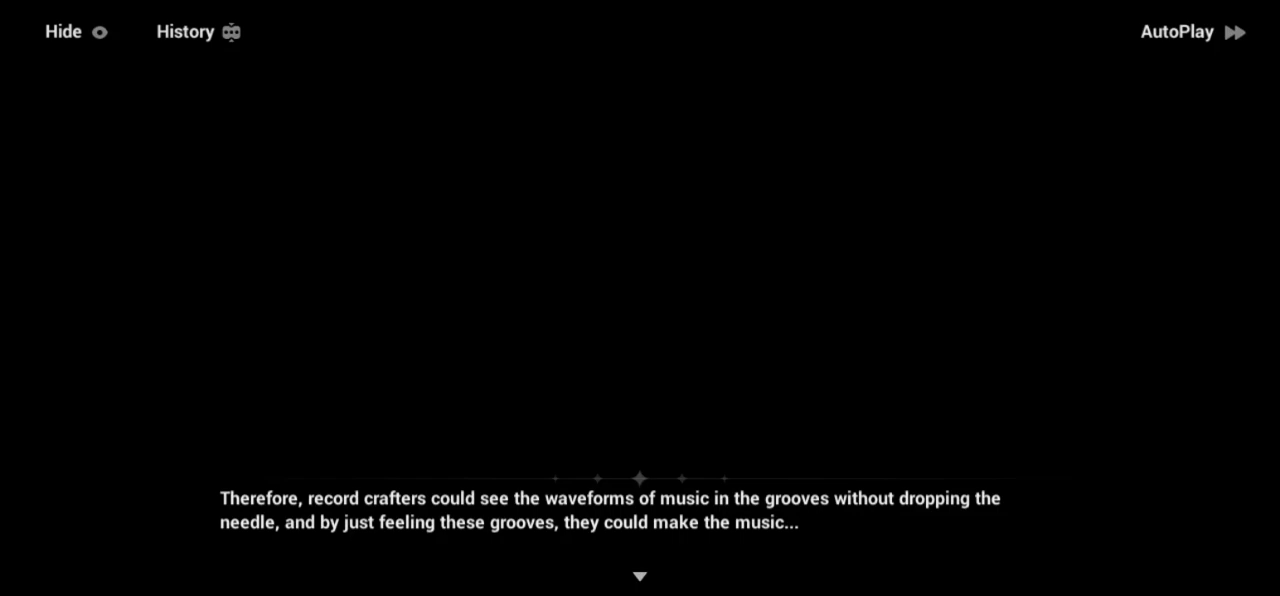 Hide
History
AutoPlay
Therefore, record crafters could see the waveforms of music in the grooves without dropping the
needle, and by just feeling these grooves, they could make the music...